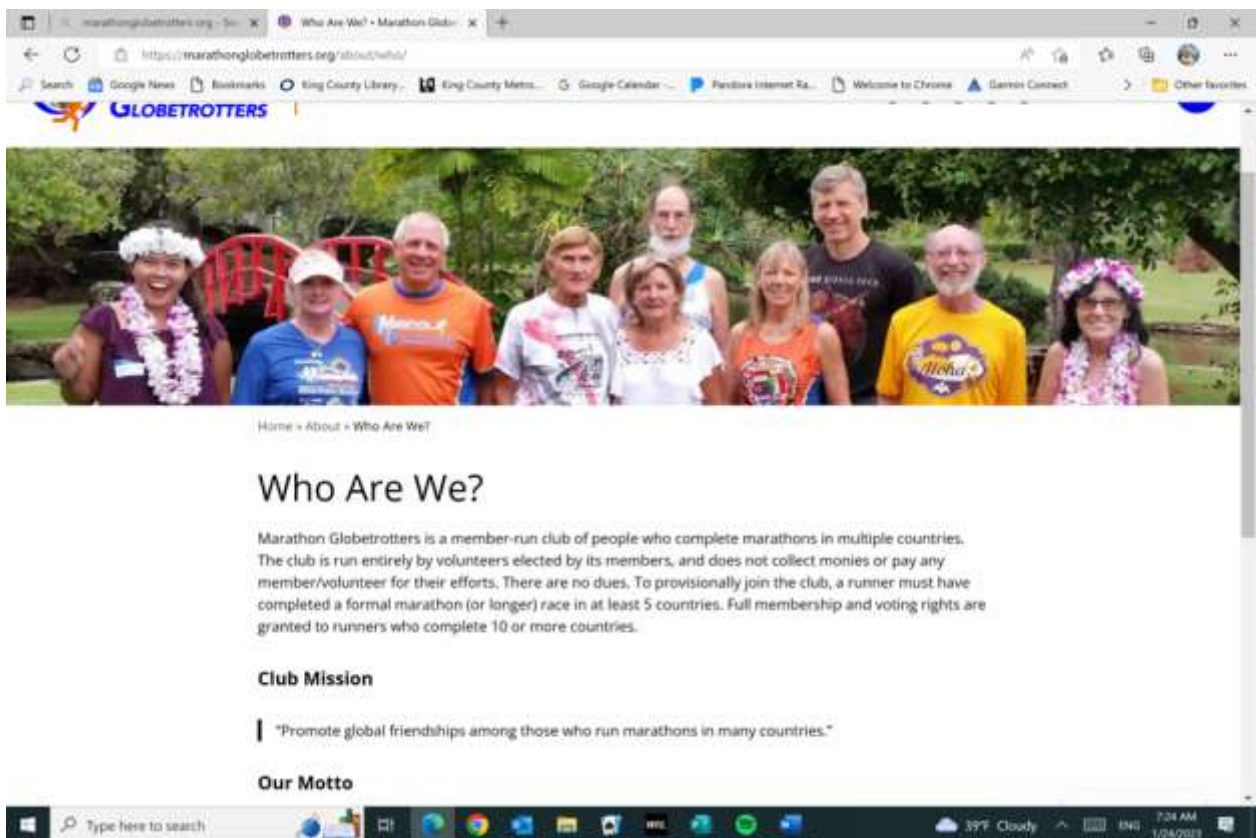 marathonglobetrotters.org - Se
Who Are We? • Marathon Globe
https://marathonglobetrotters.org/about/who/
Search Google News Bookmarks King County Library... King County Metro... Google Calendar -... Pandora Internet Ra... Welcome to Chrome Garmin Connect Other favorites
GLOBETROTTERS
Aloha
Home » About » Who Are We?
Who Are We?
Marathon Globetrotters is a member-run club of people who complete marathons in multiple countries.
The club is run entirely by volunteers elected by its members, and does not collect monies or pay any
member/volunteer for their efforts. There are no dues. To provisionally join the club, a runner must have
completed a formal marathon (or longer) race in at least 5 countries. Full membership and voting rights are
granted to runners who complete 10 or more countries.
Club Mission
"Promote global friendships among those who run marathons in many countries."
Our Motto
Type here to search
39°F Cloudy
ENG
7:24 AM
1/24/2023